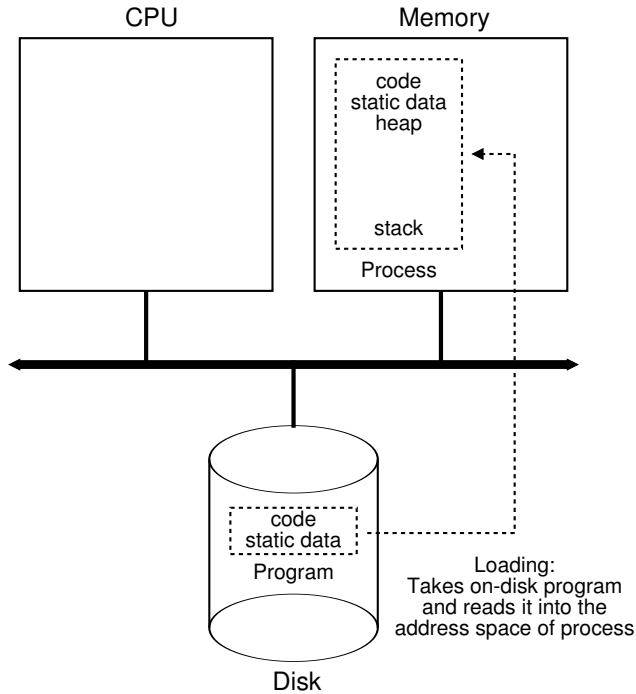 CPU
Memory
code
static data
heap
stack
Process
code
static data
Program
Loading:
Takes on-disk program
and reads it into the
address space of process
Disk